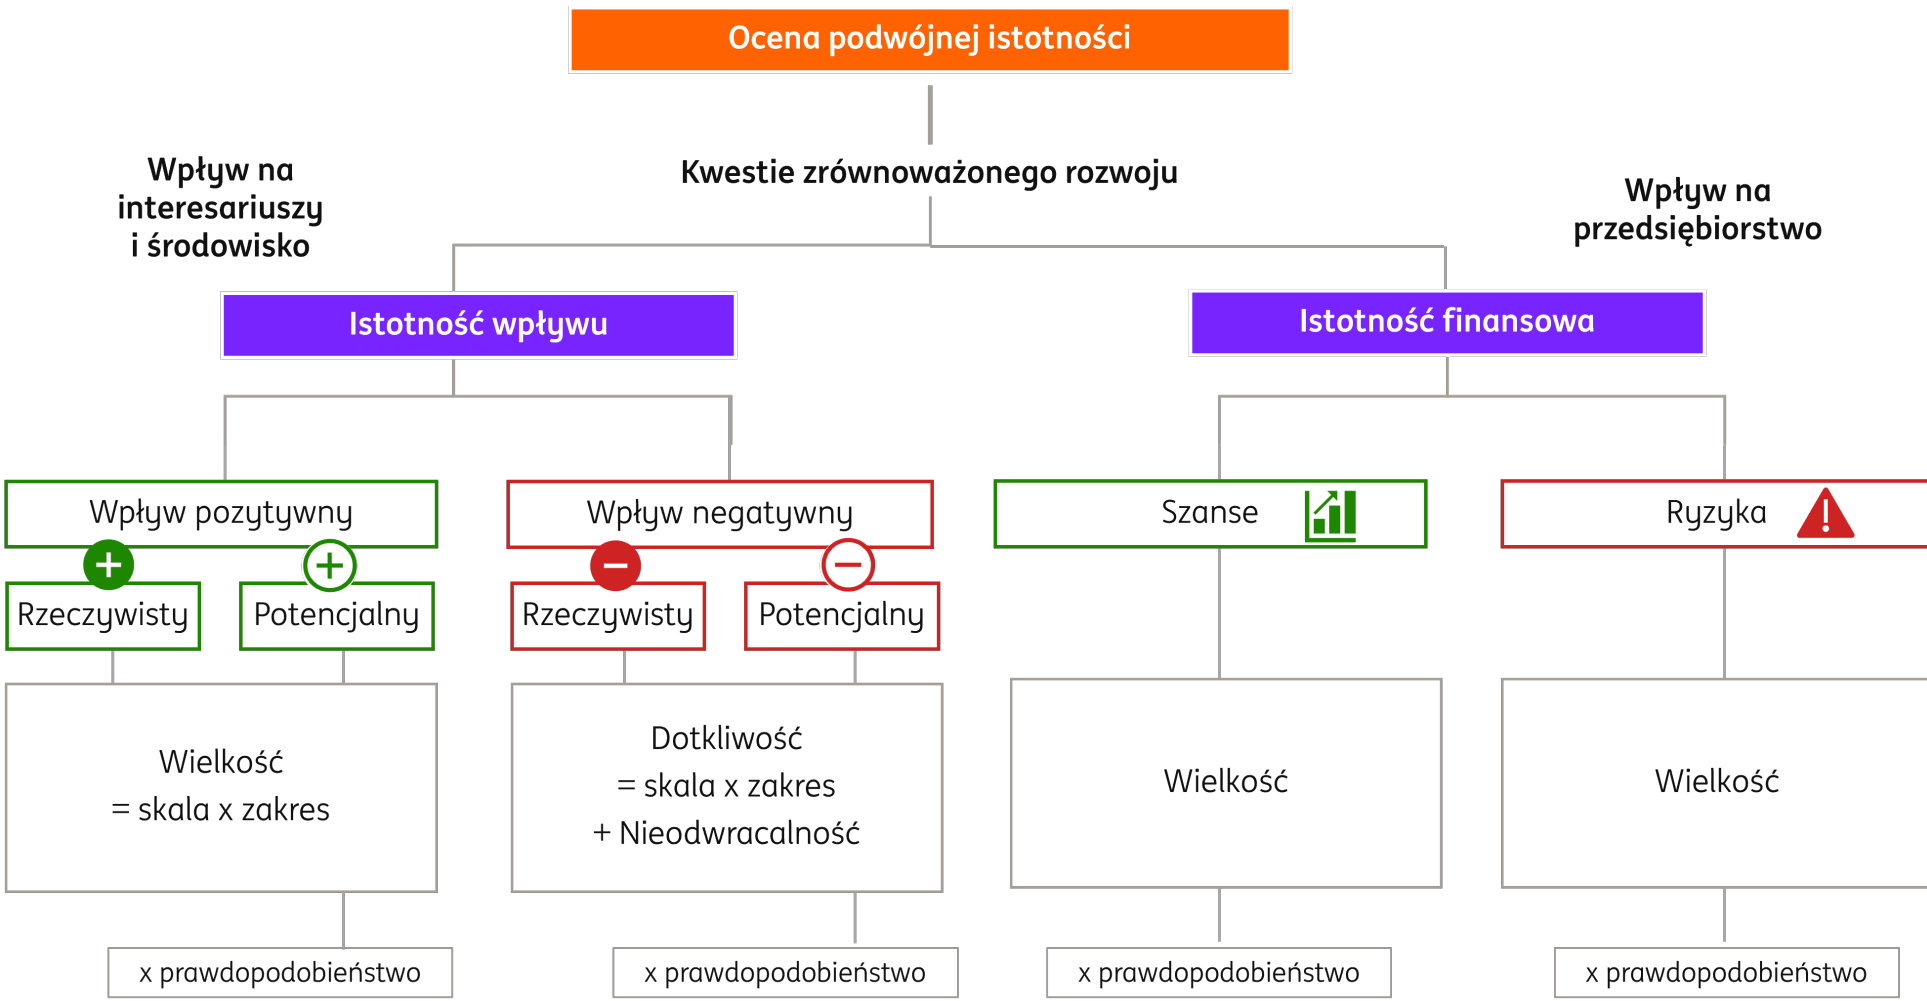 Ocena podwójnej istotności
Wpływ na
interesariuszy
i środowisko
Kwestie zrównoważonego rozwoju
Wpływ na
przedsiębiorstwo
Istotność wpływu
Istotność finansowa
Wpływ pozytywny
Wpływ negatywny
Szanse
Ryzyka
Rzeczywisty
Potencjalny
Rzeczywisty
Potencjalny
Wielkość
= skala x zakres
Dotkliwość
= skala x zakres
+ Nieodwracalność
Wielkość
Wielkość
x prawdopodobieństwo
x prawdopodobieństwo
x prawdopodobieństwo
x prawdopodobieństwo